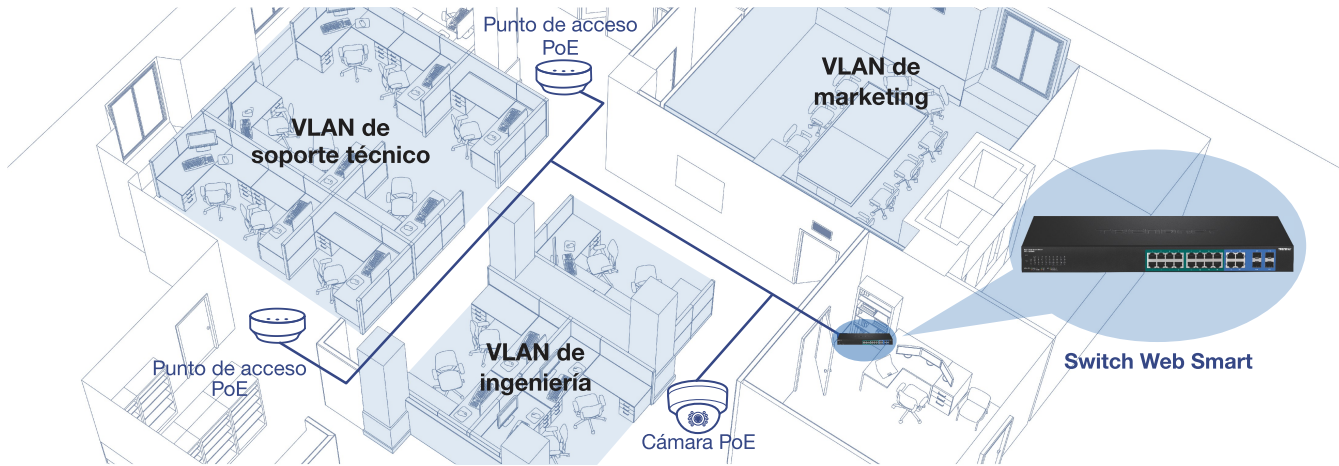 Punto de acceso
PoE
VLAN de
marketing
VLAN de
soporte técnico
VLAN de
ingeniería
Punto de acceso
PoE
Cámara PoE
Switch Web Smart